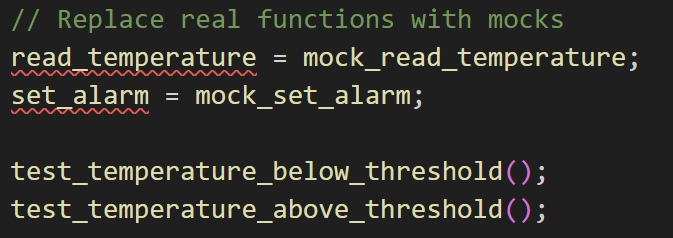 // Replace real functions with mocks
read_temperature = mock_read_temperature;
set_alarm = mock_set_alarm;
test_temperature_below_threshold();
test_temperature_above_threshold();